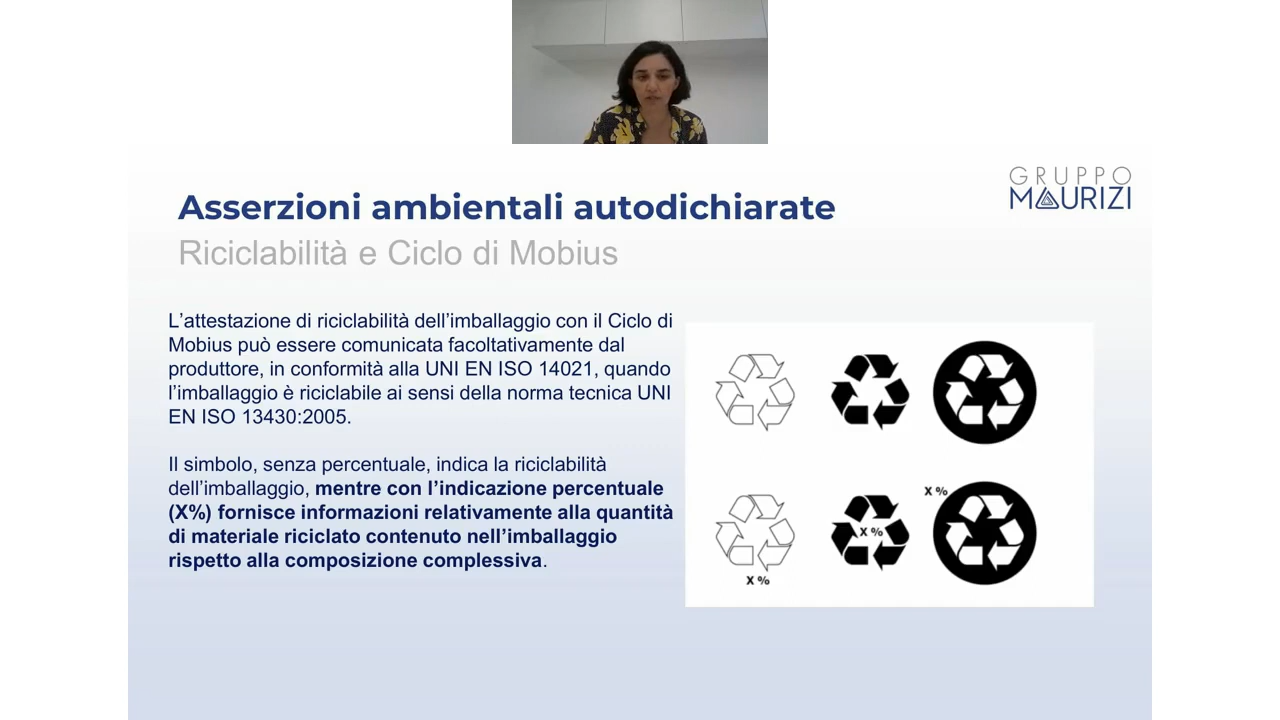 GRUPPO
MAURIZI
Asserzioni ambientali autodichiarate
Riciclabilità e Ciclo di Mobius
L’attestazione di riciclabilità dell’imballaggio con il Ciclo di
Mobius può essere comunicata facoltativamente dal
produttore, in conformità alla UNI EN ISO 14021, quando
l’imballaggio è riciclabile ai sensi della norma tecnica UNI
EN ISO 13430:2005.
Il simbolo, senza percentuale, indica la riciclabilità
dell’imballaggio, mentre con l’indicazione percentuale
(X%) fornisce informazioni relativamente alla quantità
di materiale riciclato contenuto nell’imballaggio
rispetto alla composizione complessiva.
X %
X %
X %